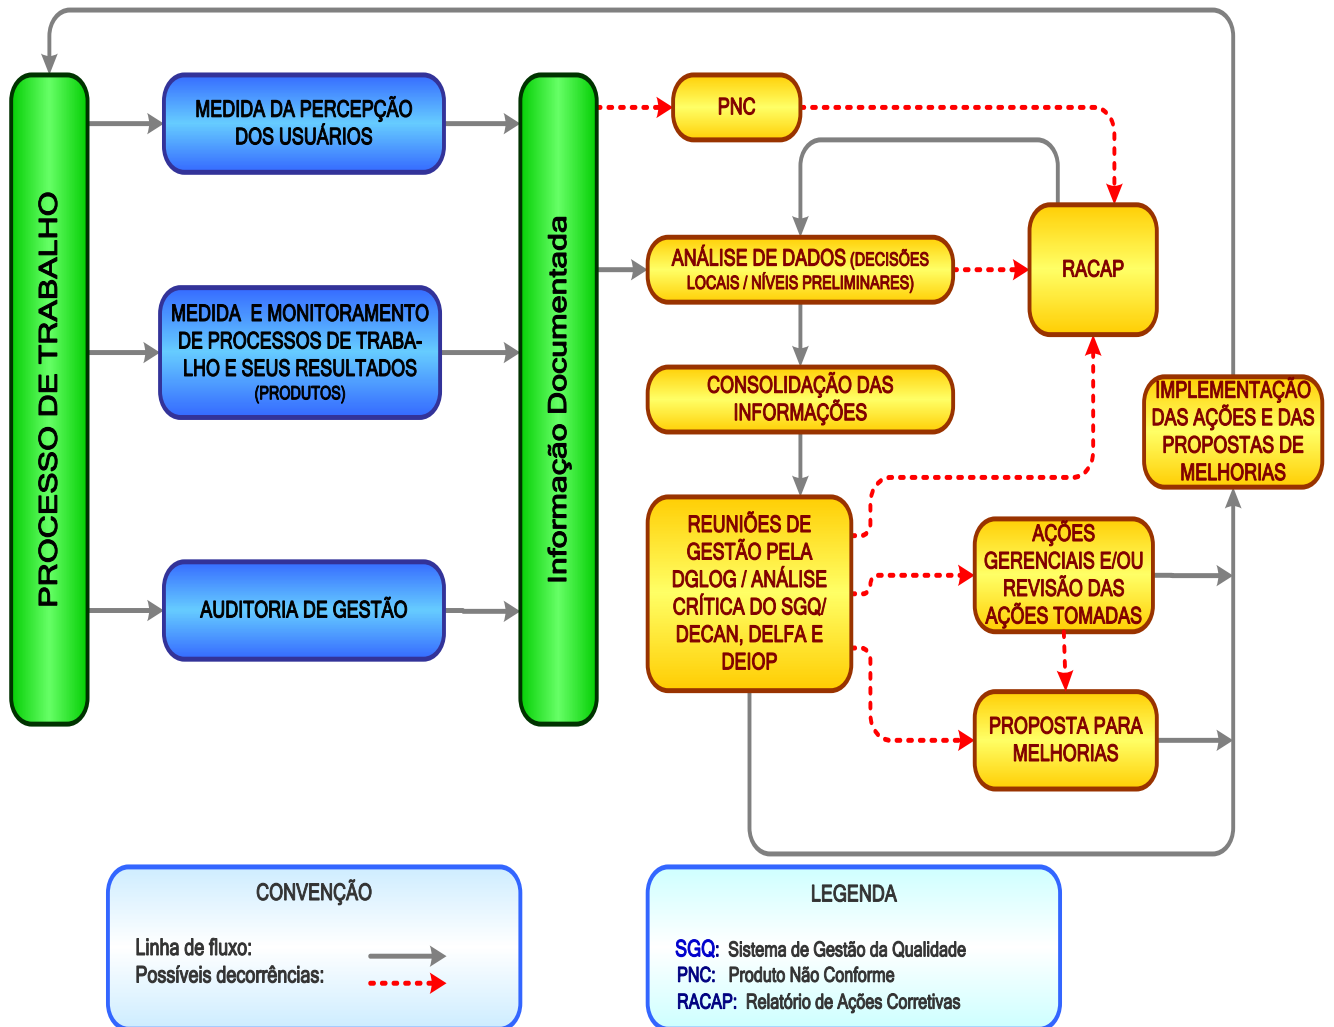 PROCESSO DE TRABALHO
MEDIDA DA PERCEPÇÃO
DOS USUÁRIOS
MEDIDA E MONITORAMENTO
DE PROCESSOS DE TRABA-
LHO E SEUS RESULTADOS
(PRODUTOS)
AUDITORIA DE GESTÃO
Informação Documentada
PNC
ANÁLISE DE DADOS (DECISÕES
LOCAIS / NÍVEIS PRELIMINARES)
RACAP
CONSOLIDAÇÃO DAS
INFORMAÇÕES
REUNIÕES DE
GESTÃO PELA
DGLOG / ANÁLISE
CRÍTICA DO SGQ/
DECAN, DELFA E
DEIOP
IMPLEMENTAÇÃO
DAS AÇÕES E DAS
PROPOSTAS DE
MELHORIAS
AÇÕES
GERENCIAIS E/OU
REVISÃO DAS
AÇÕES TOMADAS
PROPOSTA PARA
MELHORIAS
CONVENÇÃO
Linha de fluxo:
Possíveis decorrências:
LEGENDA
SGQ: Sistema de Gestão da Qualidade
PNC: Produto Não Conforme
RACAP: Relatório de Ações Corretivas